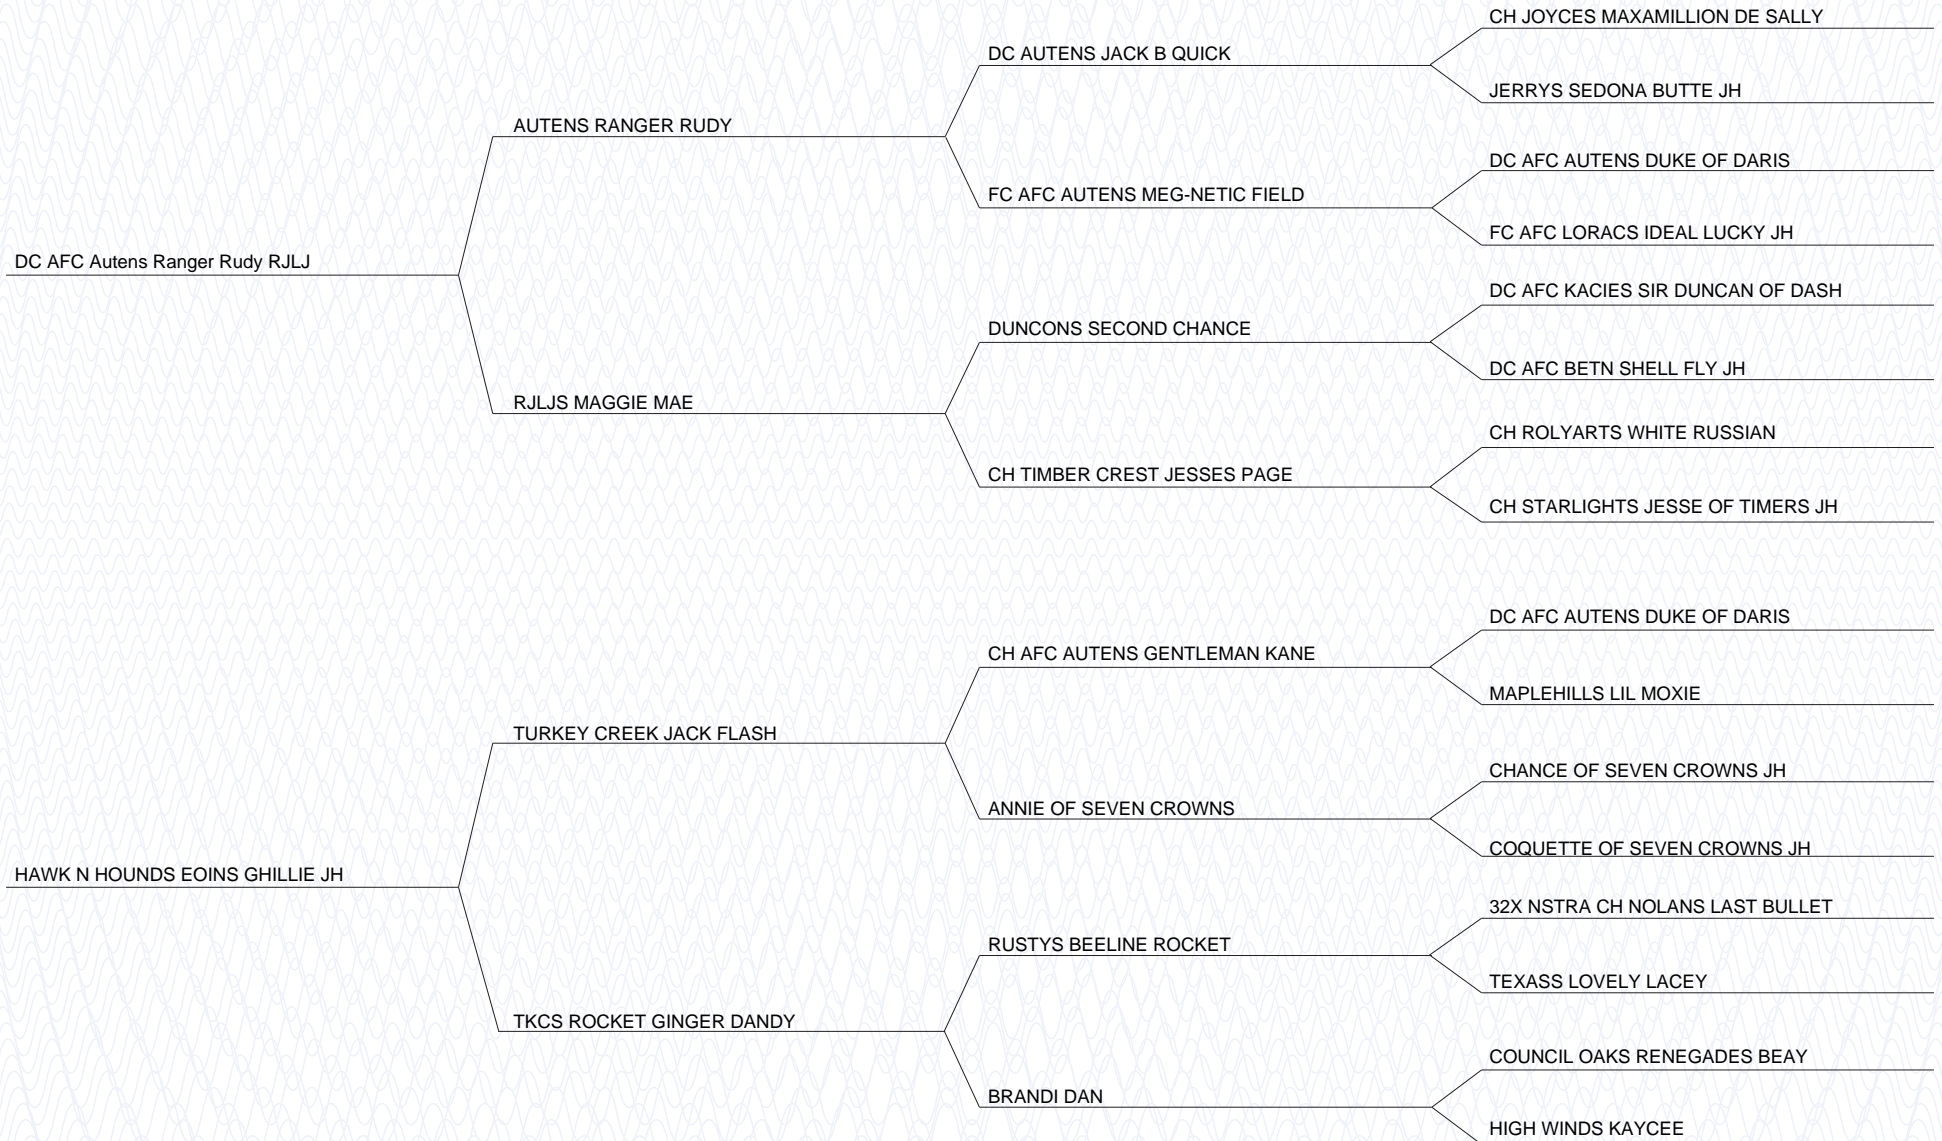 CH JOYCES MAXAMILLION DE SALLY
DC AUTENS JACK B QUICK
JERRYS SEDONA BUTTE JH
AUTENS RANGER RUDY
DC AFC AUTENS DUKE OF DARIS
FC AFC AUTENS MEG-NETIC FIELD
FC AFC LORACS IDEAL LUCKY JH
DC AFC Autens Ranger Rudy RJLJ
DC AFC KACIES SIR DUNCAN OF DASH
DUNCONS SECOND CHANCE
DC AFC BETN SHELL FLY JH
RJLJS MAGGIE MAE
CH ROLYARTS WHITE RUSSIAN
CH TIMBER CREST JESSES PAGE
CH STARLIGHTS JESSE OF TIMERS JH
DC AFC AUTENS DUKE OF DARIS
CH AFC AUTENS GENTLEMAN KANE
MAPLEHILLS LIL MOXIE
TURKEY CREEK JACK FLASH
CHANCE OF SEVEN CROWNS JH
ANNIE OF SEVEN CROWNS
COQUETTE OF SEVEN CROWNS JH
HAWK N HOUNDS EOINS GHILLIE JH
32X NSTRA CH NOLANS LAST BULLET
RUSTYS BEELINE ROCKET
TEXASS LOVELY LACEY
TKCS ROCKET GINGER DANDY
COUNCIL OAKS RENEGADES BEAY
BRANDI DAN
HIGH WINDS KAYCEE